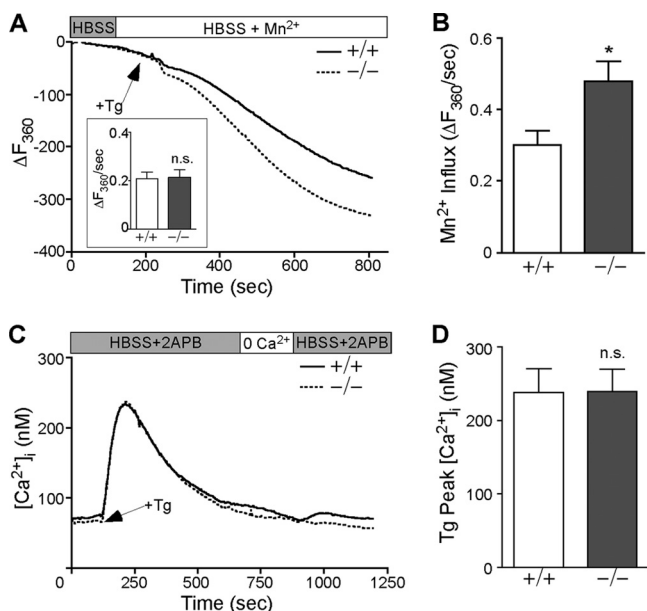 A
HBSS
HBSS + Mn²⁺
+/+
−/−
0
-100
-200
-300
-400
ΔF₃₆₀
+Tg
0.4
0.2
0
ΔF₃₆₀/sec
n.s.
+/+
−/−
0
200
400
600
800
Time (sec)
B
Mn²⁺ Influx (ΔF₃₆₀/sec)
0.6
0.4
0.2
0
*
+/+
−/−
C
HBSS+2APB
0 Ca²⁺
HBSS+2APB
+/+
−/−
300
200
100
0
[Ca²⁺]ᵢ (nM)
+Tg
0
250
500
750
1000
1250
Time (sec)
D
Tg Peak [Ca²⁺]ᵢ (nM)
300
200
100
0
n.s.
+/+
−/−